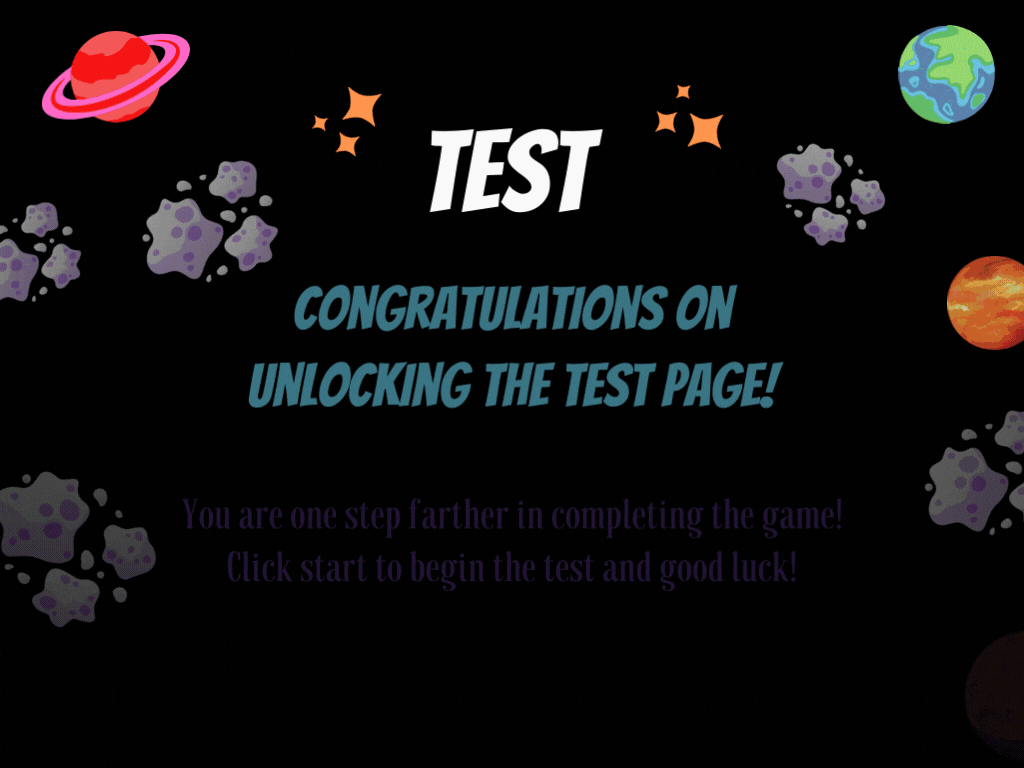 TEST
CONGRATULATIONS ON
UNLOCKING THE TEST PAGE!
You are one step farther in completing the game!
Click start to begin the test and good luck!